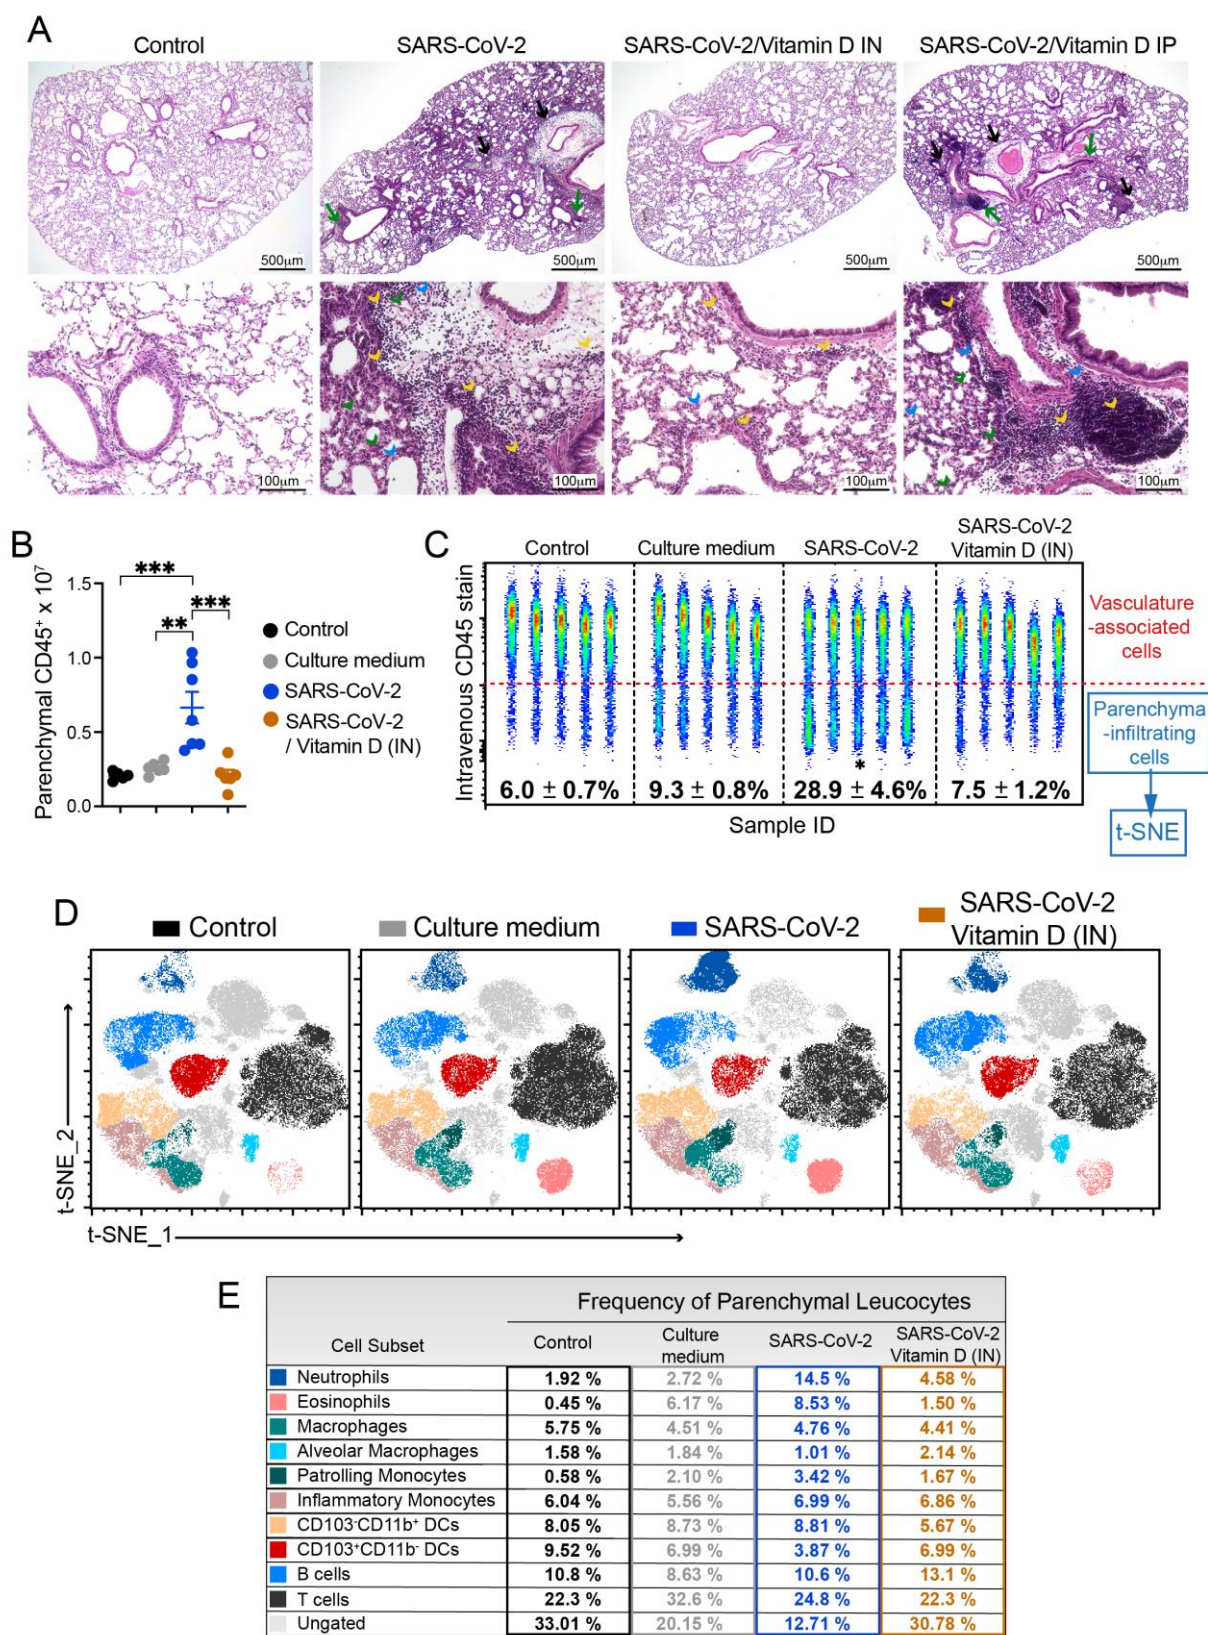 A
Control
SARS-CoV-2
SARS-CoV-2/Vitamin D IN
SARS-CoV-2/Vitamin D IP
500µm
500µm
500µm
500µm
100µm
100µm
100µm
100µm
B
Parenchymal CD45⁺ x 10⁷
1.5
1.0
0.5
0.0
***
**
***
Control
Culture medium
SARS-CoV-2
SARS-CoV-2
/ Vitamin D (IN)
C
Control
Culture medium
SARS-CoV-2
SARS-CoV-2
Vitamin D (IN)
Intravenous CD45 stain
*
6.0 ± 0.7%
9.3 ± 0.8%
28.9 ± 4.6%
7.5 ± 1.2%
Sample ID
Vasculature
-associated
cells
Parenchyma
-infiltrating
cells
t-SNE
D
Control
Culture medium
SARS-CoV-2
SARS-CoV-2
Vitamin D (IN)
t-SNE_2
t-SNE_1
E
Frequency of Parenchymal Leucocytes
Cell Subset Control Culture medium SARS-CoV-2 SARS-CoV-2 Vitamin D (IN)
Neutrophils 1.92 % 2.72 % 14.5 % 4.58 %
Eosinophils 0.45 % 6.17 % 8.53 % 1.50 %
Macrophages 5.75 % 4.51 % 4.76 % 4.41 %
Alveolar Macrophages 1.58 % 1.84 % 1.01 % 2.14 %
Patrolling Monocytes 0.58 % 2.10 % 3.42 % 1.67 %
Inflammatory Monocytes 6.04 % 5.56 % 6.99 % 6.86 %
CD103⁻CD11b⁺ DCs 8.05 % 8.73 % 8.81 % 5.67 %
CD103⁺CD11b⁻ DCs 9.52 % 6.99 % 3.87 % 6.99 %
B cells 10.8 % 8.63 % 10.6 % 13.1 %
T cells 22.3 % 32.6 % 24.8 % 22.3 %
Ungated 33.01 % 20.15 % 12.71 % 30.78 %